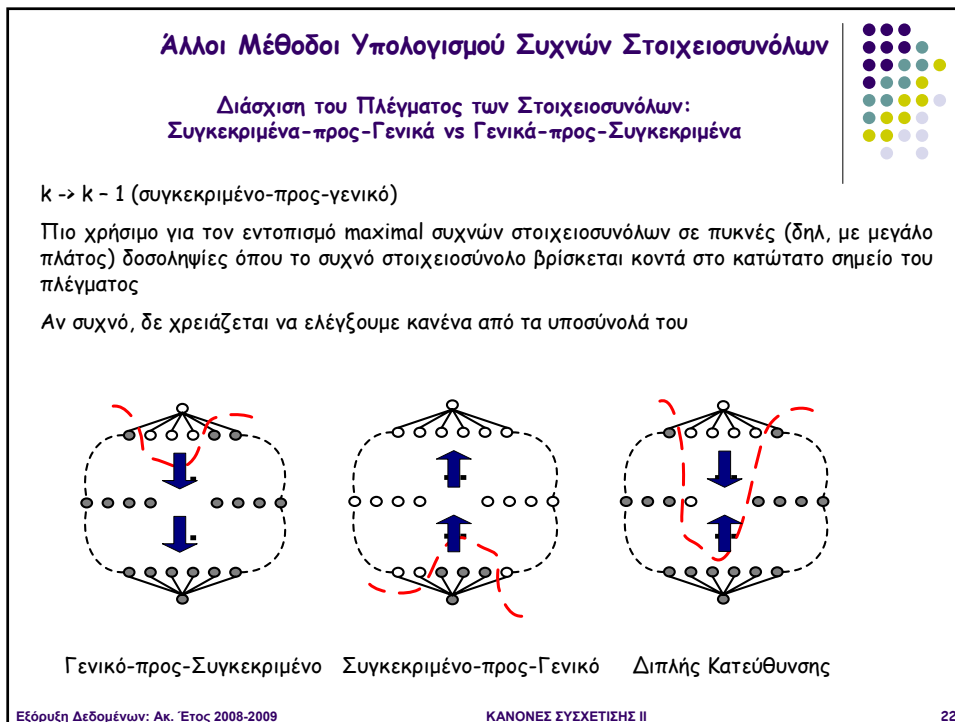 Άλλοι Μέθοδοι Υπολογισμού Συχνών Στοιχειοσυνόλων
Διάσχιση του Πλέγματος των Στοιχειοσυνόλων:
Συγκεκριμένα-προς-Γενικά vs Γενικά-προς-Συγκεκριμένα
k -> k – 1 (συγκεκριμένο-προς-γενικό)
Πιο χρήσιμο για τον εντοπισμό maximal συχνών στοιχειοσυνόλων σε πυκνές (δηλ, με μεγάλο
πλάτος) δοσοληψίες όπου το συχνό στοιχειοσύνολο βρίσκεται κοντά στο κατώτατο σημείο του
πλέγματος
Αν συχνό, δε χρειάζεται να ελέγξουμε κανένα από τα υποσύνολά του
Γενικό-προς-Συγκεκριμένο Συγκεκριμένο-προς-Γενικό Διπλής Κατεύθυνσης
Εξόρυξη Δεδομένων: Ακ. Έτος 2008-2009 ΚΑΝΟΝΕΣ ΣΥΣΧΕΤΙΣΗΣ II 22